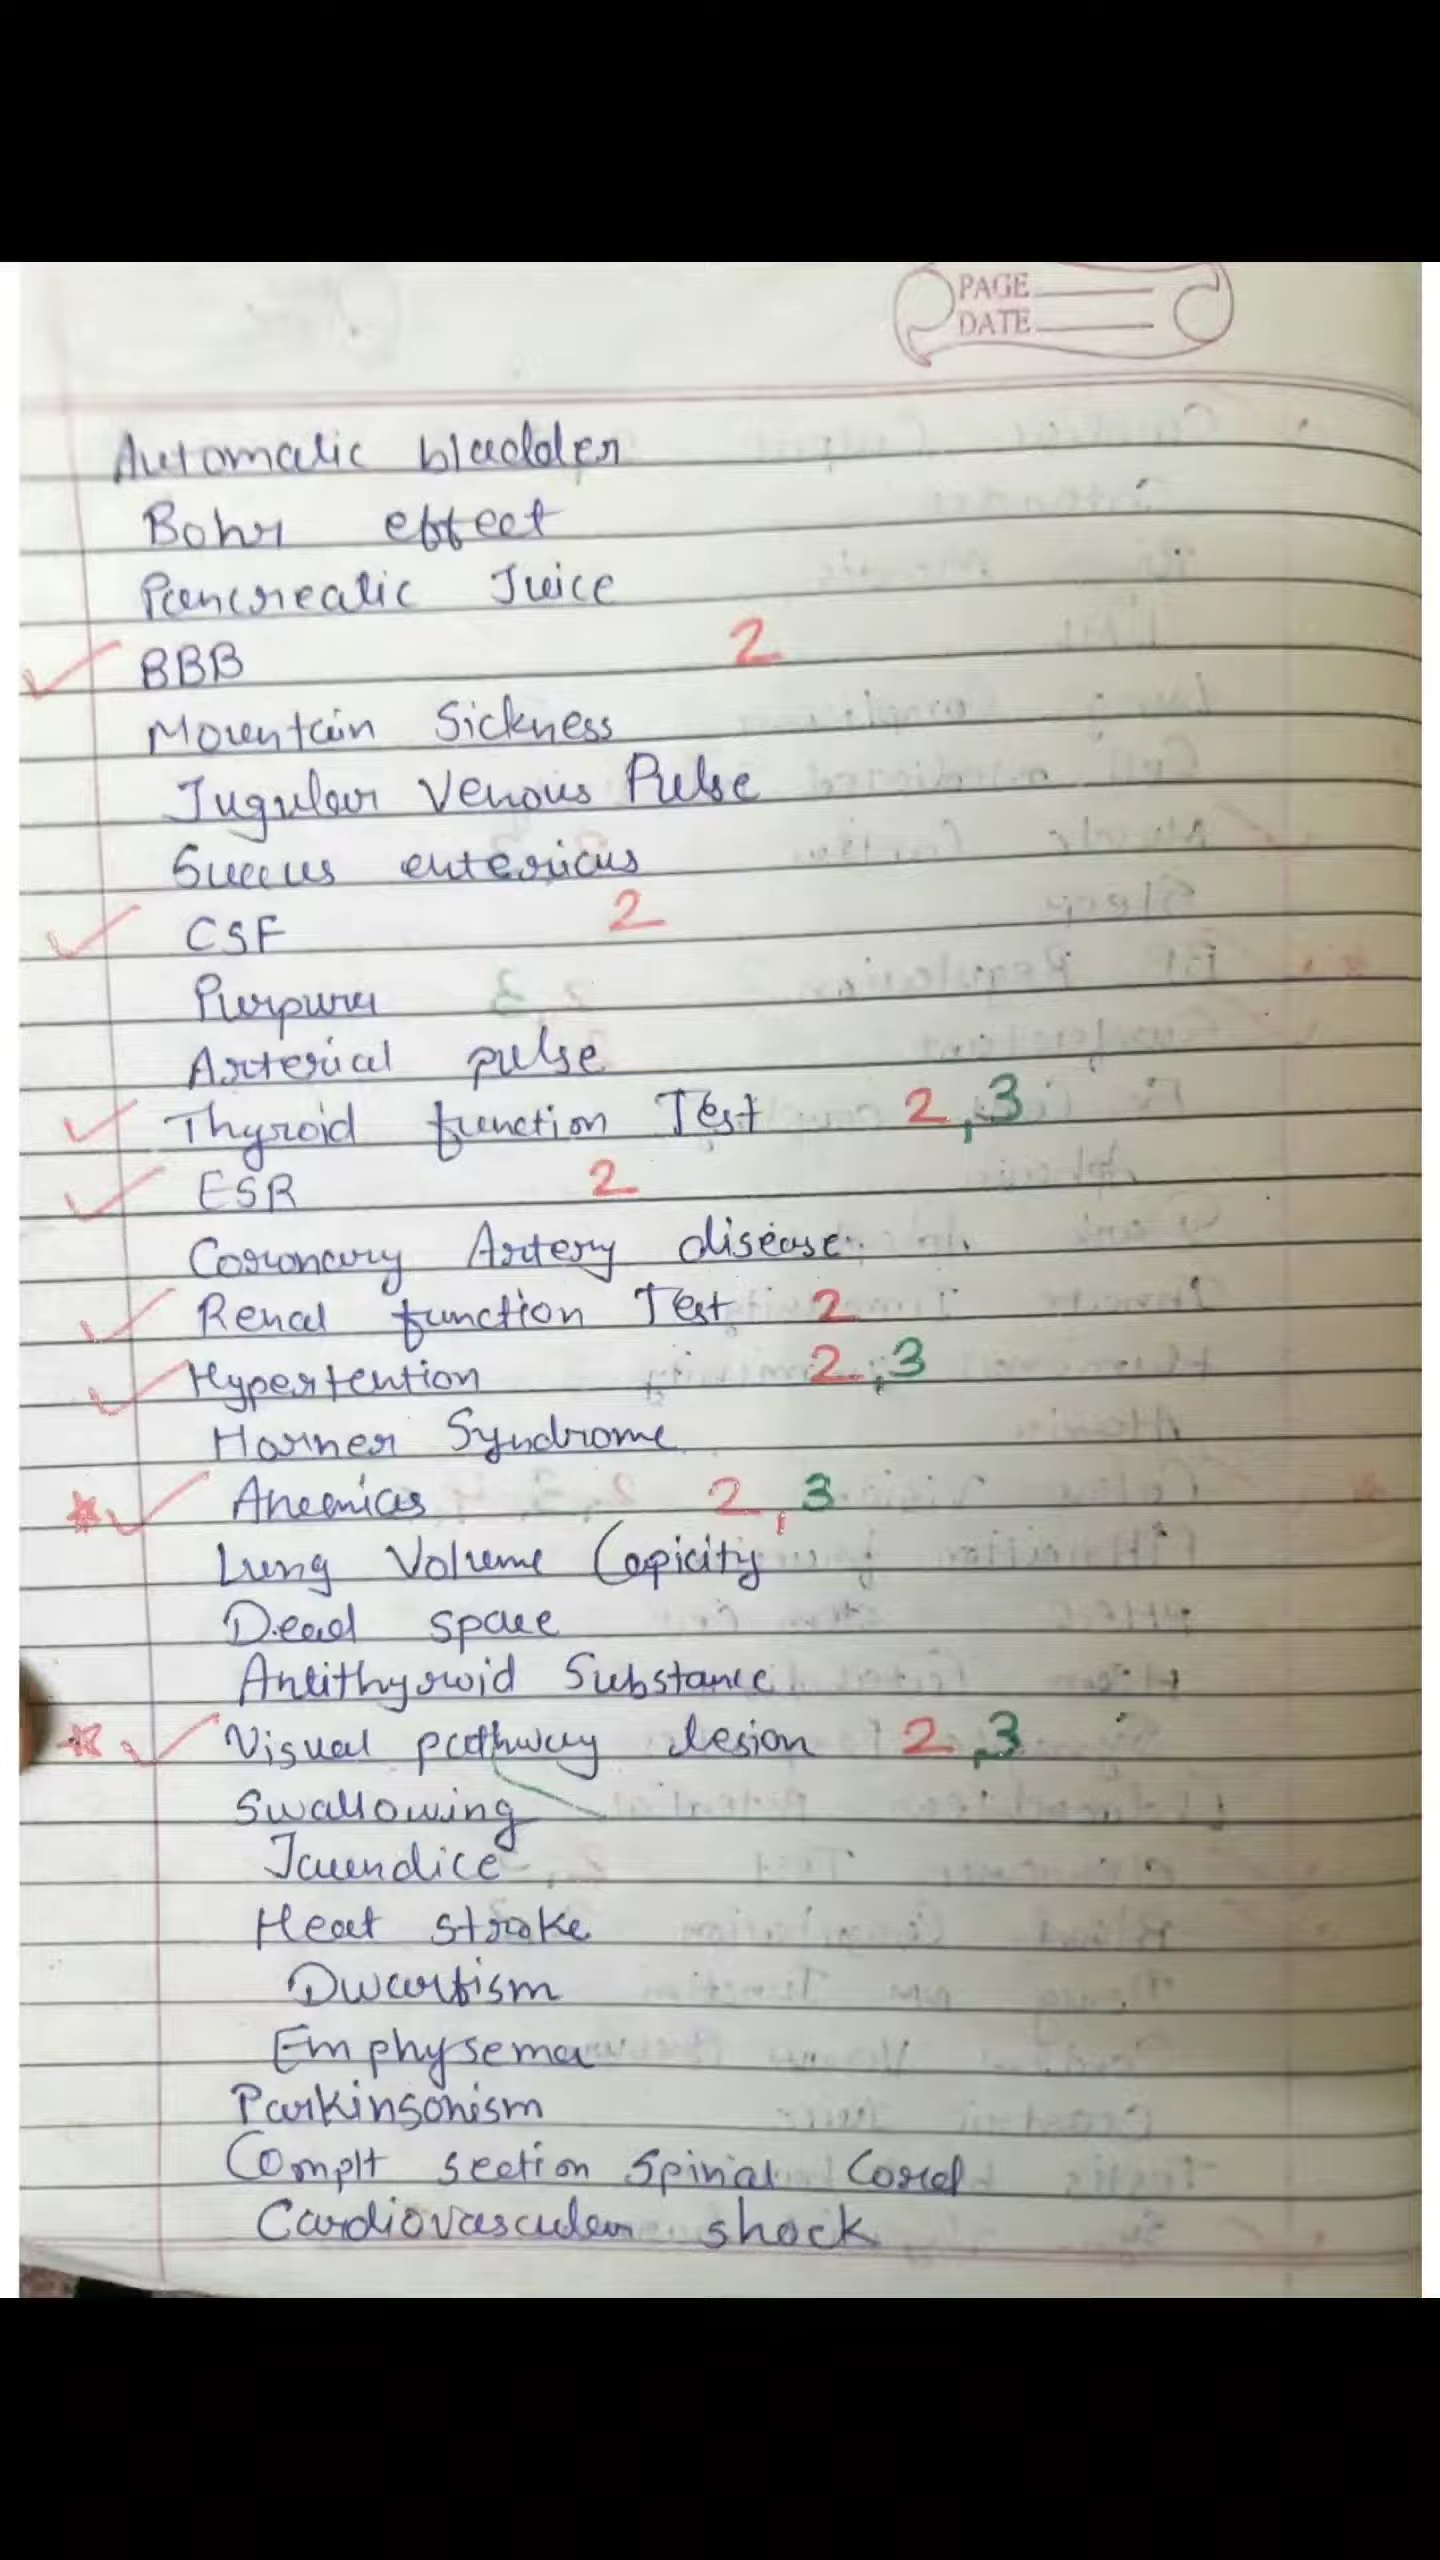 PAGE
DATE
Automatic bladder
Bohr effect
Pancreatic Juice
BBB 2
Mountain Sickness
Jugular Venous Pulse
Succus entericus
CSF 2
Purpura
Arterial pulse
Thyroid function Test 2,3
ESR 2
Coronary Artery disease
Renal function Test 2
Hypertention 2,3
Horner Syndrome
Anemias 2,3
Lung Volume Capicity
Dead space
Antithyroid Substance
Visual pathway lesion 2,3
Swallowing
Jaundice
Heat stroke
Dwarfism
Emphysema
Parkinsonism
Complt section Spinal Cord
Cardiovascular shock